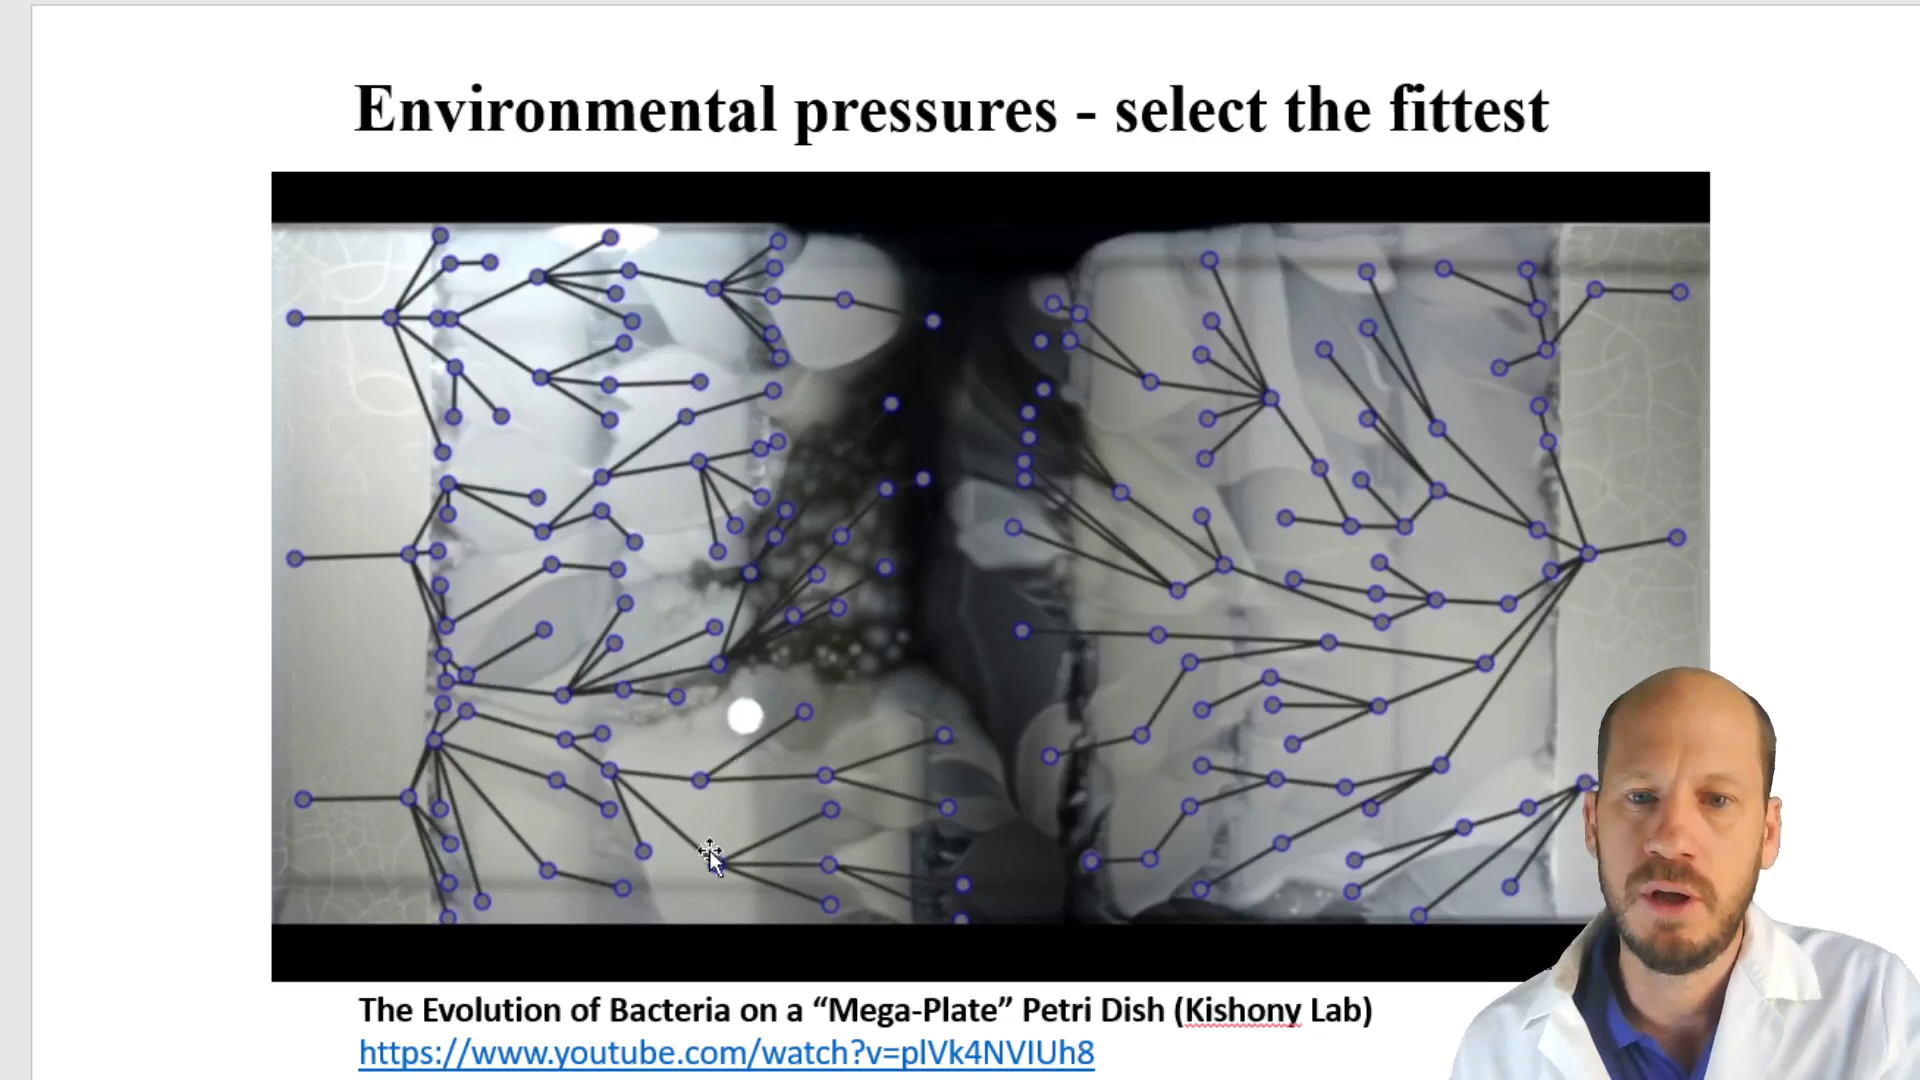 Environmental pressures - select the fittest
The Evolution of Bacteria on a “Mega-Plate” Petri Dish (Kishony Lab)
https://www.youtube.com/watch?v=plVk4NVIUh8